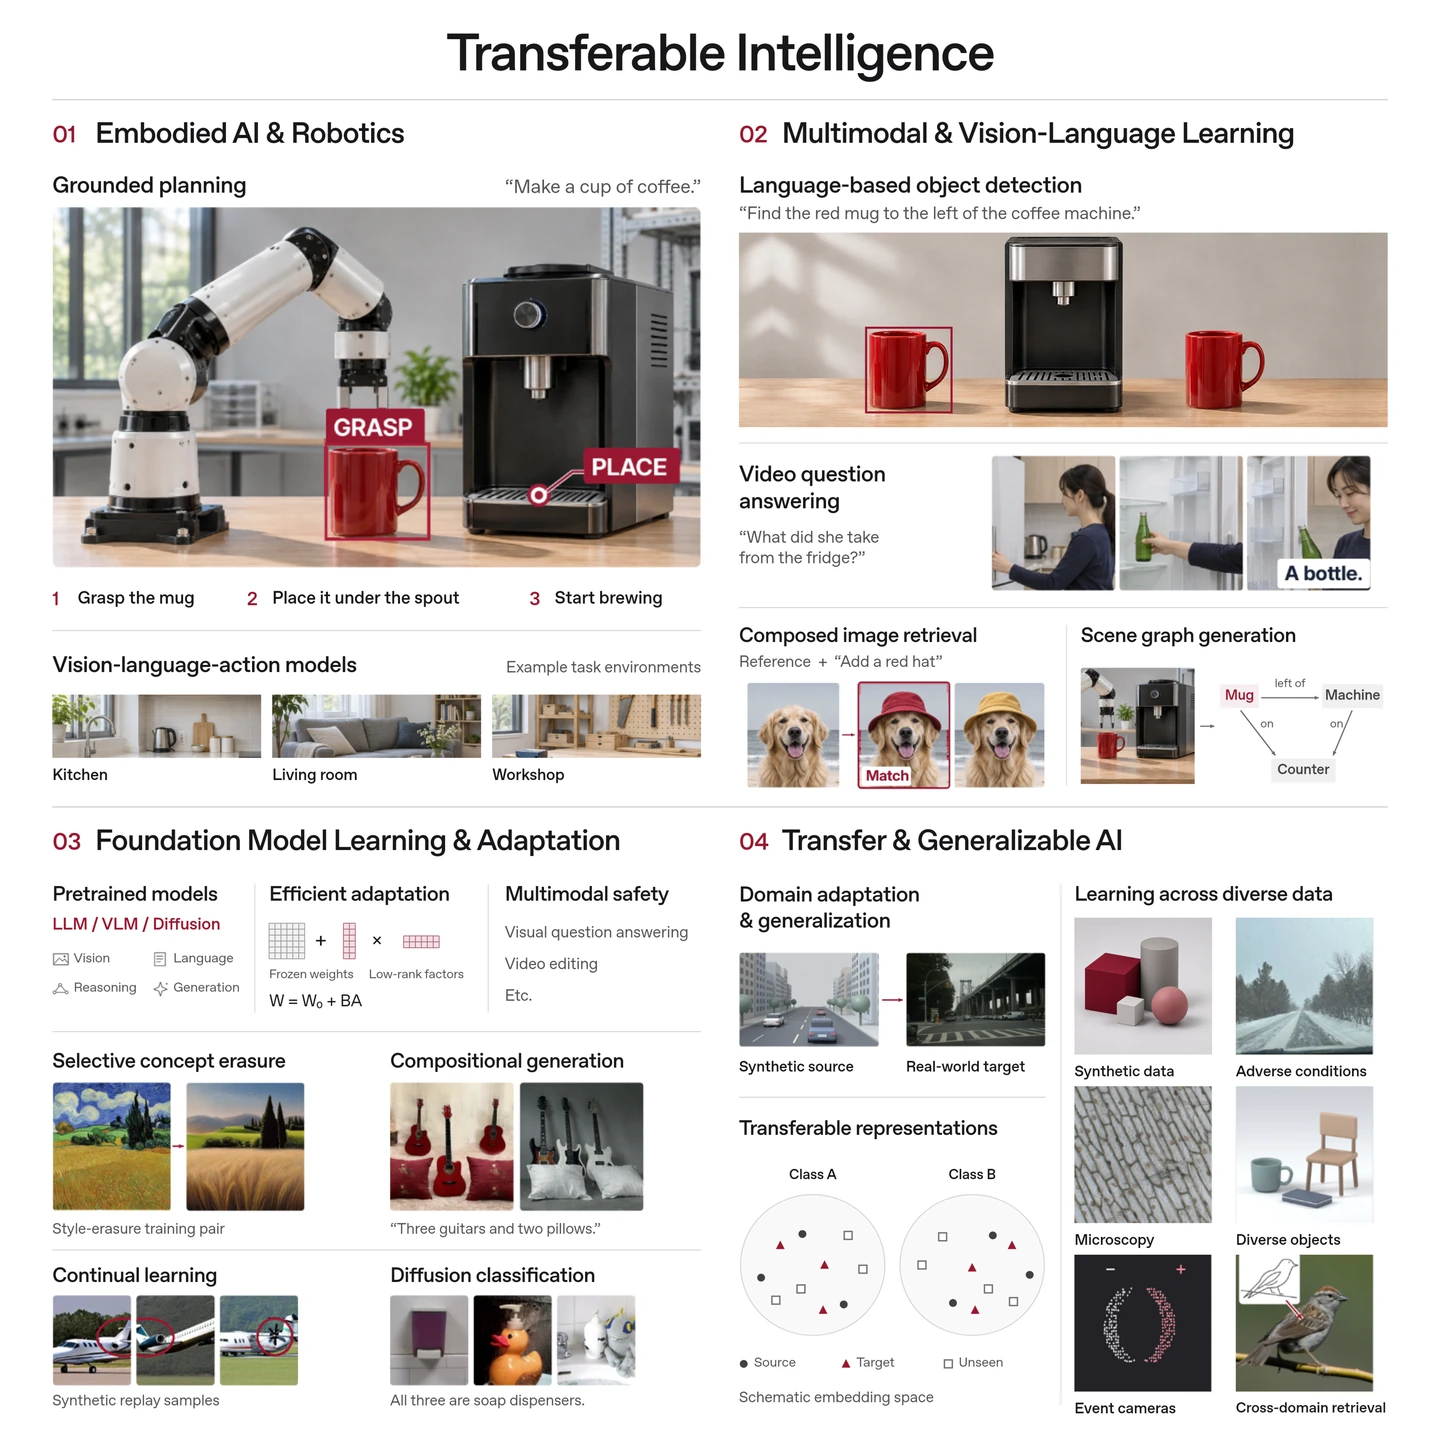 Transferable Intelligence
01 Embodied AI & Robotics
Grounded planning
“Make a cup of coffee.”
GRASP
PLACE
1 Grasp the mug
2 Place it under the spout
3 Start brewing
Vision-language-action models
Example task environments
Kitchen
Living room
Workshop
02 Multimodal & Vision-Language Learning
Language-based object detection
“Find the red mug to the left of the coffee machine.”
Video question
answering
“What did she take
from the fridge?”
A bottle.
Composed image retrieval
Reference + “Add a red hat”
Match
Scene graph generation
Mug
left of
Machine
on
on
Counter
03 Foundation Model Learning & Adaptation
Pretrained models
LLM / VLM / Diffusion
Vision
Language
Reasoning
Generation
Efficient adaptation
+ ×
Frozen weights
Low-rank factors
W = W₀ + BA
Multimodal safety
Visual question answering
Video editing
Etc.
Selective concept erasure
Style-erasure training pair
Compositional generation
“Three guitars and two pillows.”
Continual learning
Synthetic replay samples
Diffusion classification
All three are soap dispensers.
04 Transfer & Generalizable AI
Domain adaptation
& generalization
Synthetic source
Real-world target
Transferable representations
Class A
Class B
Source
Target
Unseen
Schematic embedding space
Learning across diverse data
Synthetic data
Adverse conditions
Microscopy
Diverse objects
− +
Event cameras
Cross-domain retrieval